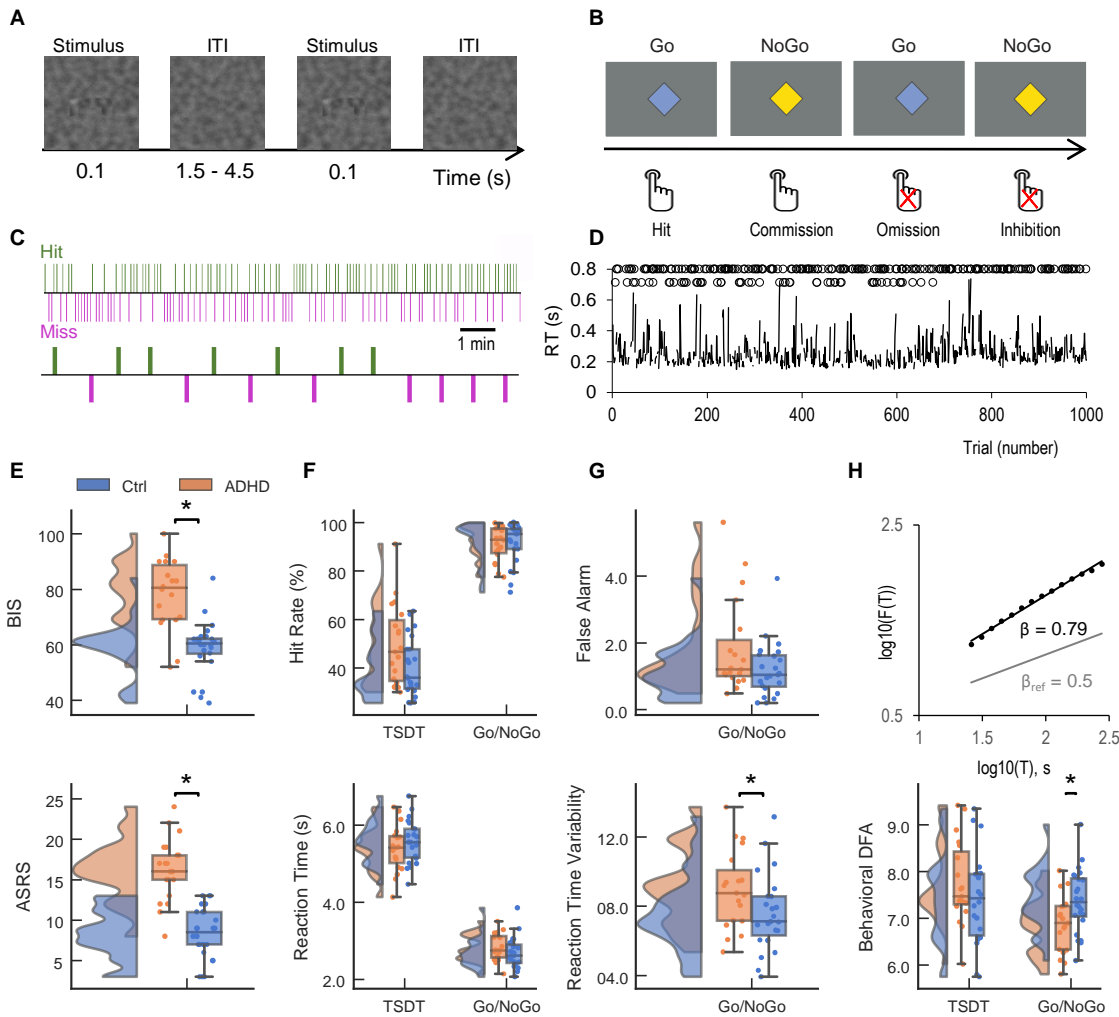 A
Stimulus ITI Stimulus ITI
0.1 1.5 - 4.5 0.1 Time (s)
B
Go NoGo Go NoGo
Hit Commission Omission Inhibition
C
Hit
Miss
1 min
D
0.8
0.6
0.4
0.2
0
RT (s)
0 200 400 600 800 1000
Trial (number)
E
Ctrl ADHD
*
100
80
60
40
BIS
F
100
80
60
40
Hit Rate (%)
TSDT Go/NoGo
G
4.0
2.0
0.0
False Alarm
Go/NoGo
H
2.5
0.5
log10(F(T))
β = 0.79
βref = 0.5
1 1.5 2 2.5
log10(T), s
*
25
20
15
10
5
ASRS
6.0
4.0
2.0
Reaction Time (s)
TSDT Go/NoGo
*
12.0
08.0
04.0
Reaction Time Variability
Go/NoGo
*
9.0
8.0
7.0
6.0
Behavioral DFA
TSDT Go/NoGo